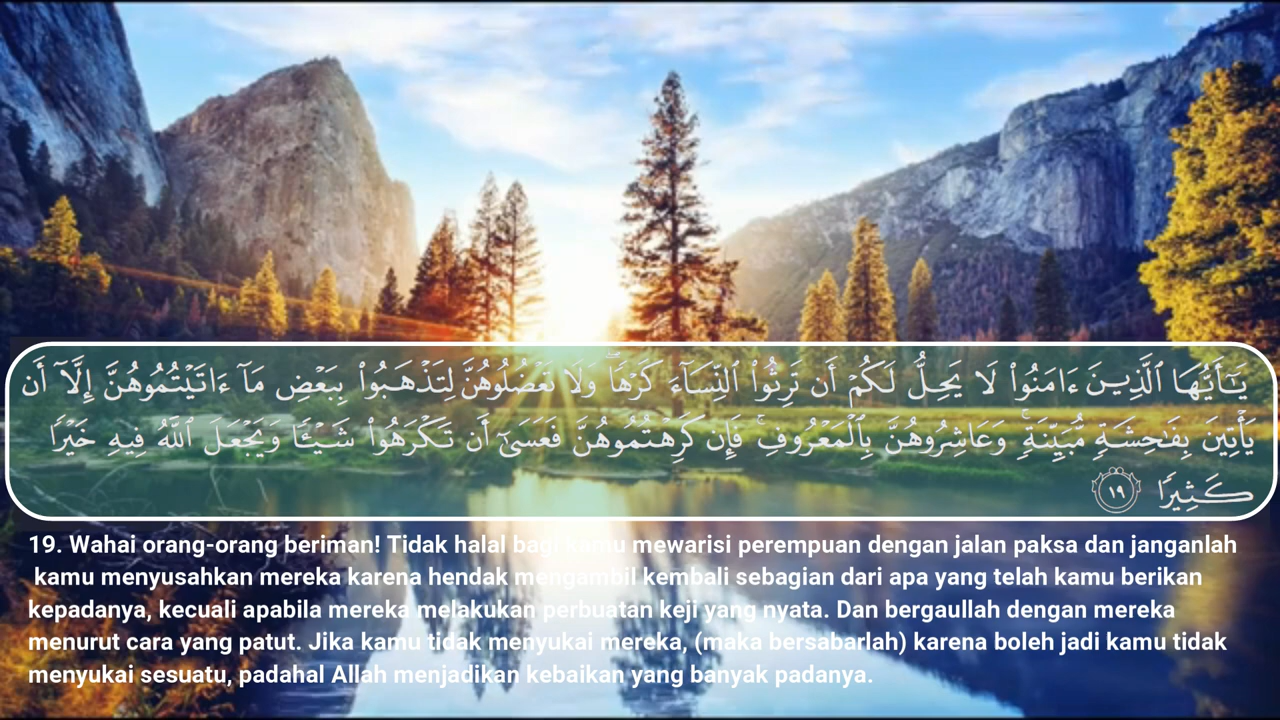 يَـٰٓأَيُّهَا ٱلَّذِينَ ءَامَنُوا۟ لَا يَحِلُّ لَكُمْ أَن تَرِثُوا۟ ٱلنِّسَآءَ كَرْهًا ۖ وَلَا تَعْضُلُوهُنَّ لِتَذْهَبُوا۟ بِبَعْضِ مَآ ءَاتَيْتُمُوهُنَّ إِلَّآ أَن
يَأْتِينَ بِفَـٰحِشَةٍ مُّبَيِّنَةٍ ۚ وَعَاشِرُوهُنَّ بِٱلْمَعْرُوفِ ۚ فَإِن كَرِهْتُمُوهُنَّ فَعَسَىٰٓ أَن تَكْرَهُوا۟ شَيْـًٔا وَيَجْعَلَ ٱللَّهُ فِيهِ خَيْرًا
كَثِيرًا ١٩
19. Wahai orang-orang beriman! Tidak halal bagi kamu mewarisi perempuan dengan jalan paksa dan janganlah
kamu menyusahkan mereka karena hendak mengambil kembali sebagian dari apa yang telah kamu berikan
kepadanya, kecuali apabila mereka melakukan perbuatan keji yang nyata. Dan bergaullah dengan mereka
menurut cara yang patut. Jika kamu tidak menyukai mereka, (maka bersabarlah) karena boleh jadi kamu tidak
menyukai sesuatu, padahal Allah menjadikan kebaikan yang banyak padanya.